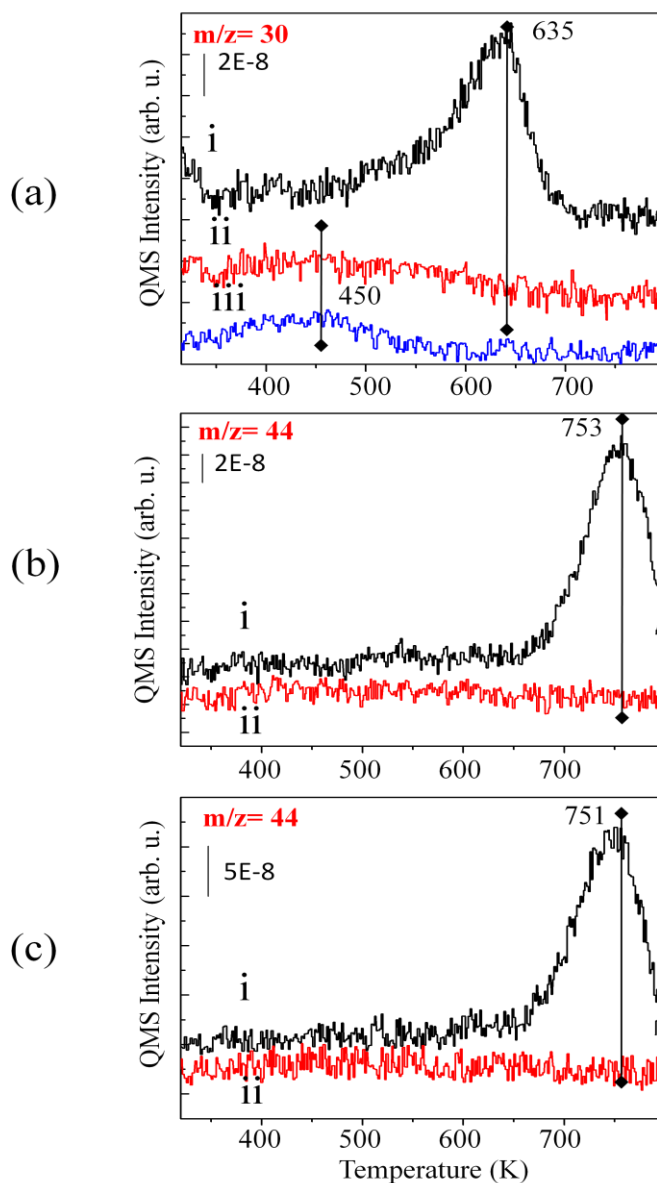 (a)
QMS Intensity (arb. u.)
m/z= 30
2E-8
635
i
ii
iii
450
400 500 600 700
(b)
QMS Intensity (arb. u.)
m/z= 44
2E-8
753
i
ii
400 500 600 700
(c)
QMS Intensity (arb. u.)
m/z= 44
5E-8
751
i
ii
400 500 600 700
Temperature (K)